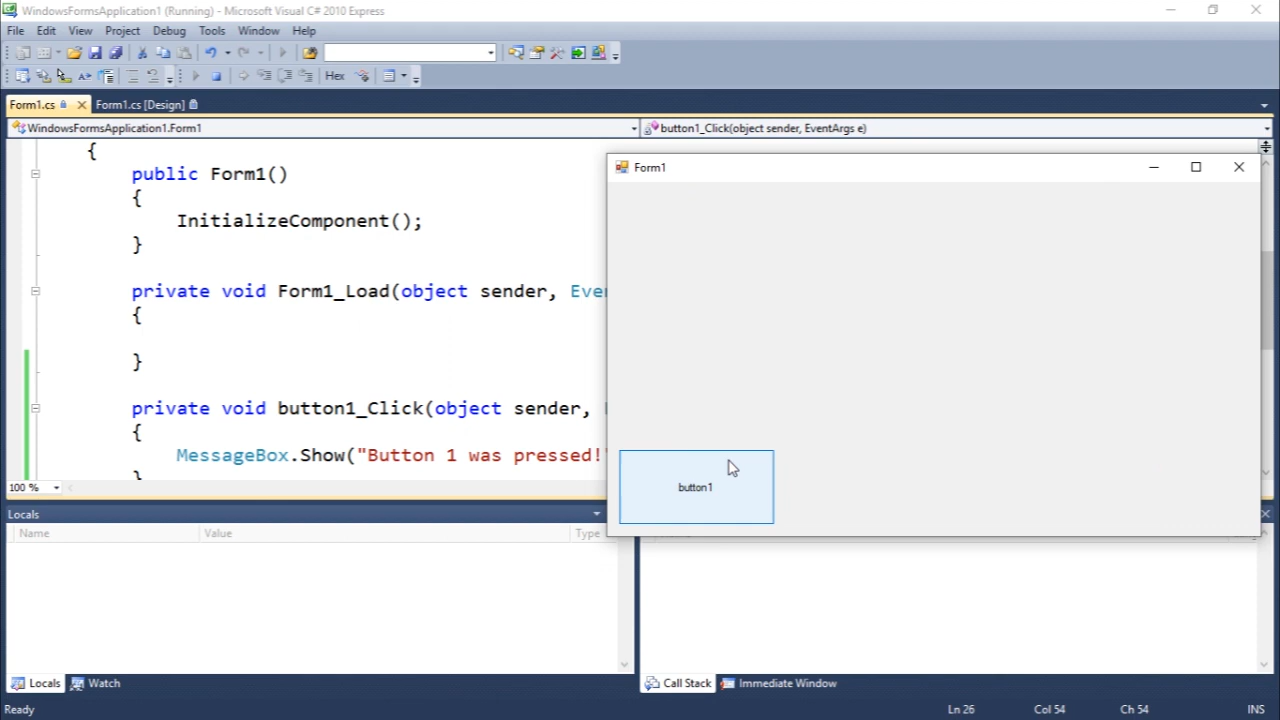 WindowsFormsApplication1 (Running) - Microsoft Visual C# 2010 Express
File Edit View Project Debug Tools Window Help
Hex
Form1.cs Form1.cs [Design]
WindowsFormsApplication1.Form1 button1_Click(object sender, EventArgs e)
{
public Form1()
{
InitializeComponent();
}
private void Form1_Load(object sender, Eve
{
}
private void button1_Click(object sender,
{
MessageBox.Show("Button 1 was pressed!
}
100 %
Form1
button1
Locals
Name Value Type
Locals Watch
Call Stack Immediate Window
Ready Ln 26 Col 54 Ch 54 INS